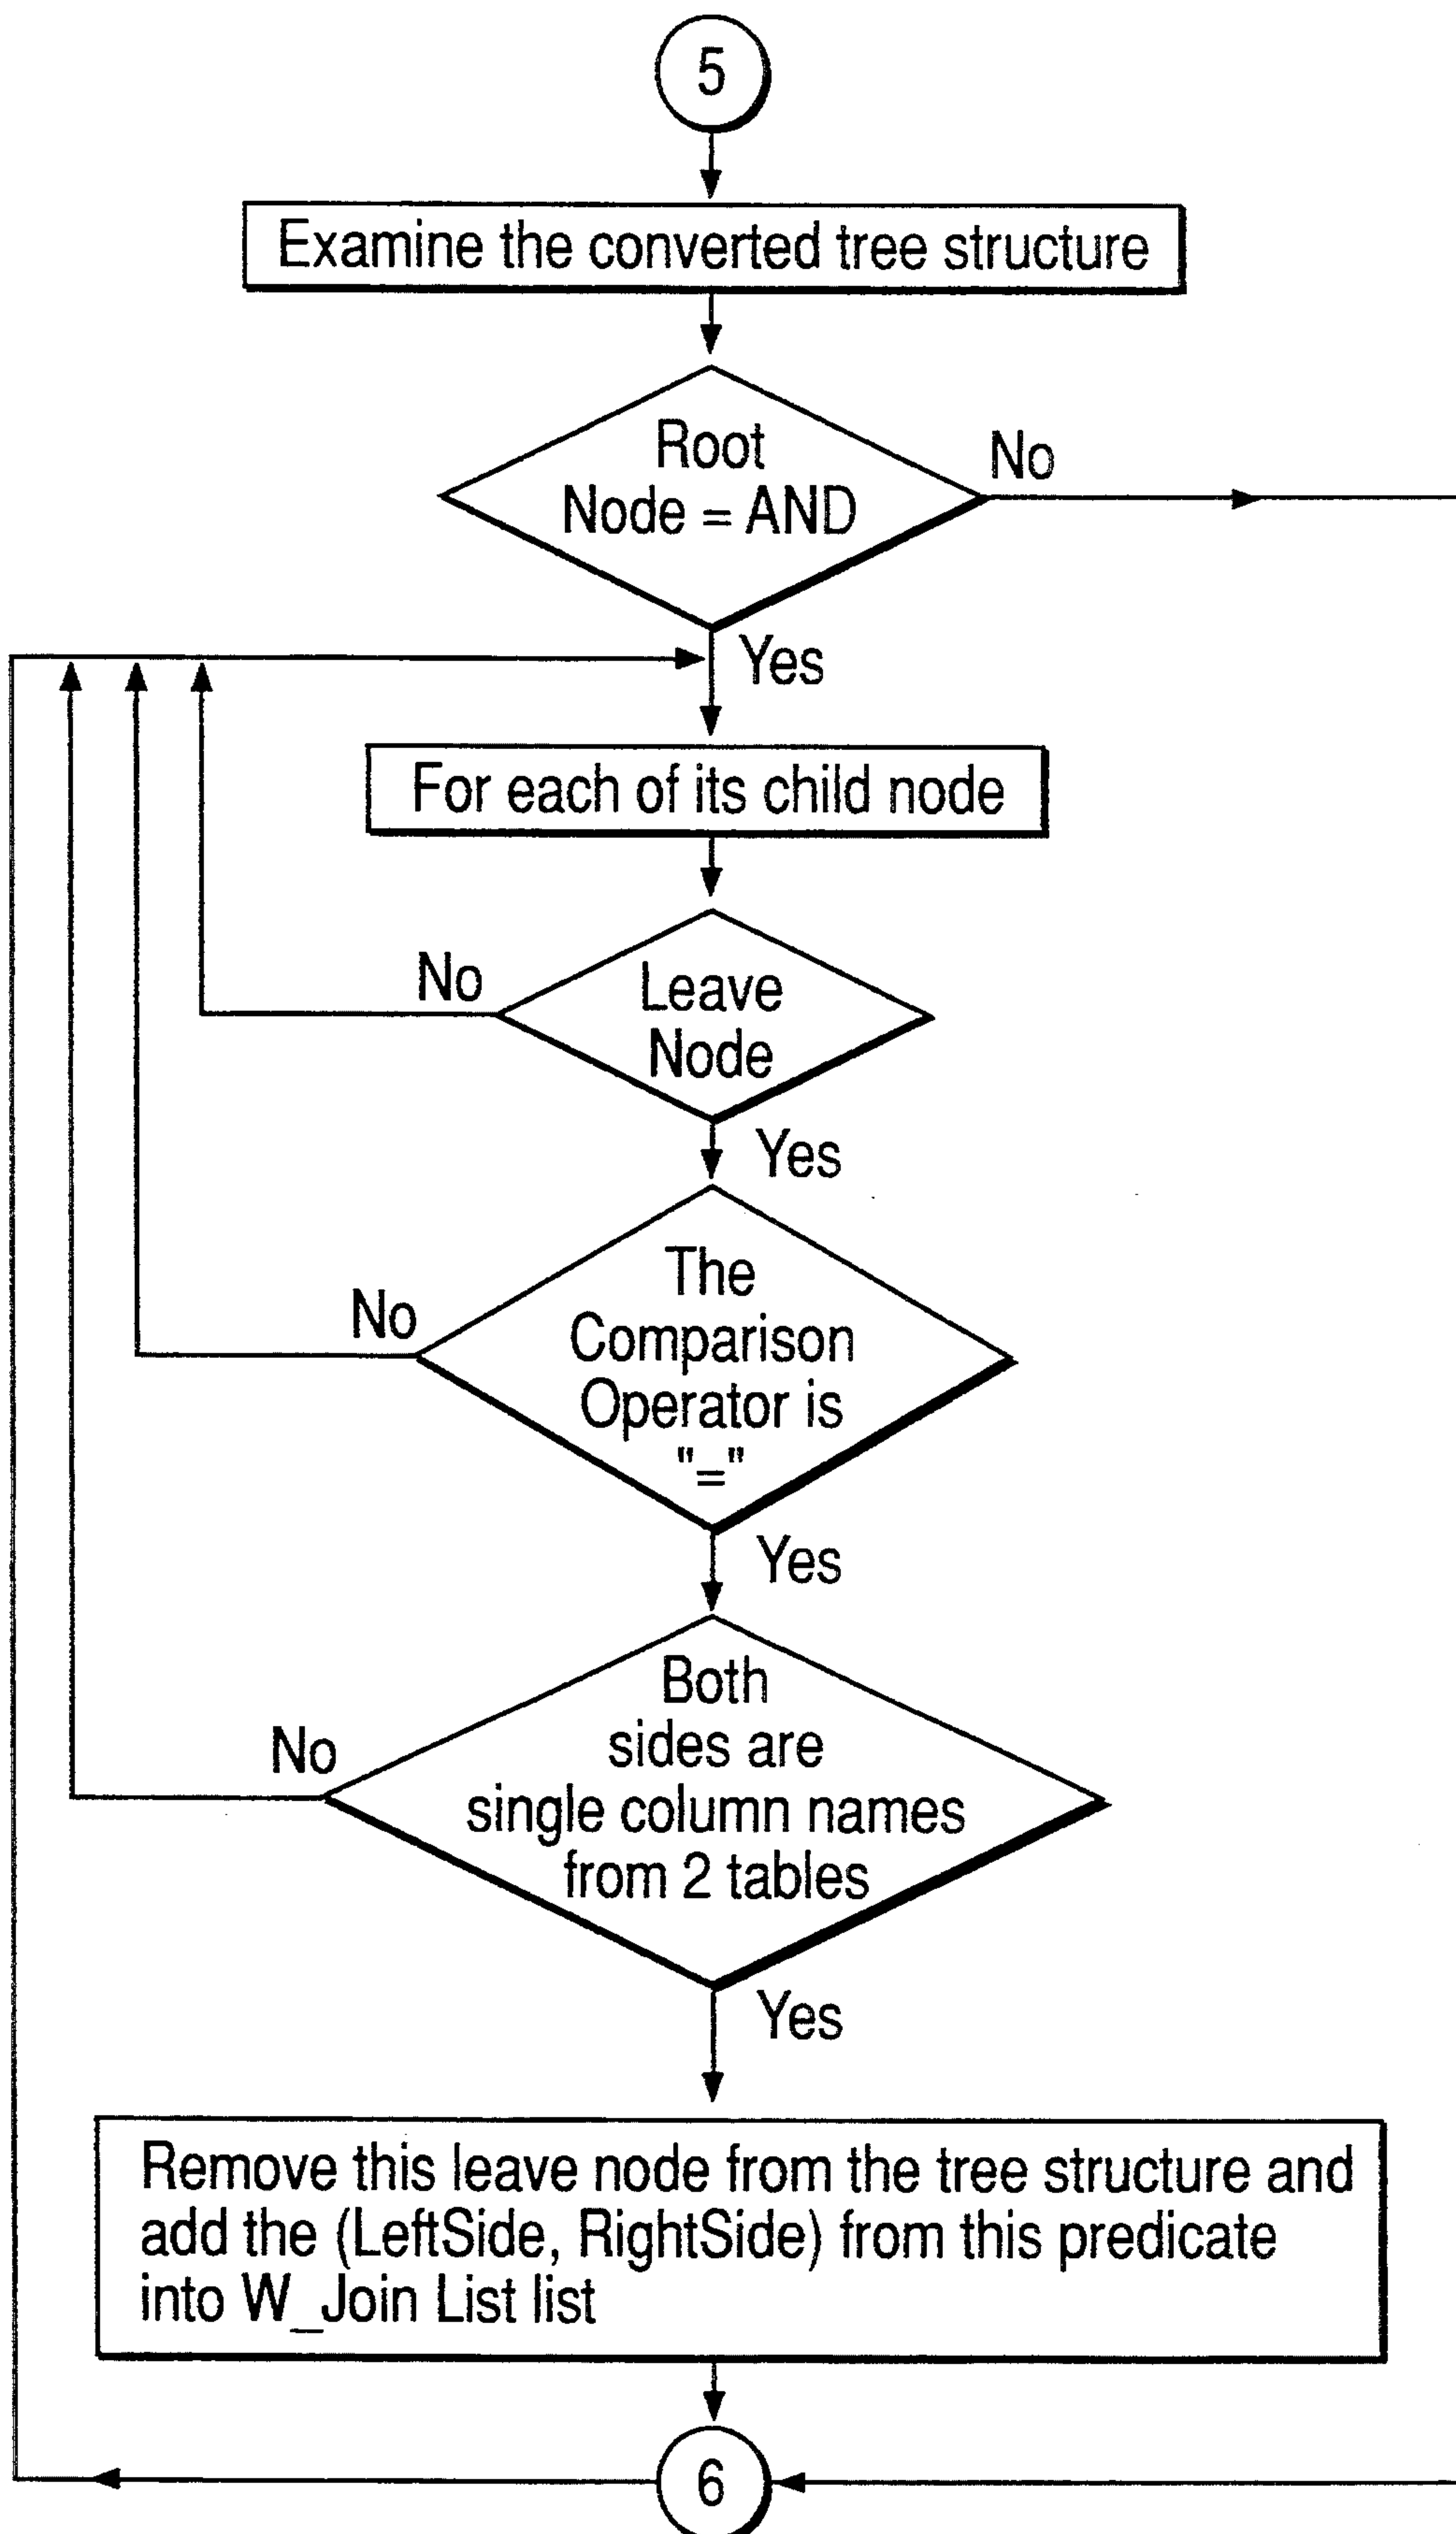 5
Examine the converted tree structure
Root
Node = AND
No
Yes
For each of its child node
No
Leave
Node
Yes
The
Comparison
Operator is
"="
No
Yes
Both
sides are
single column names
from 2 tables
No
Yes
Remove this leave node from the tree structure and
add the (LeftSide, RightSide) from this predicate
into W_Join List list
6